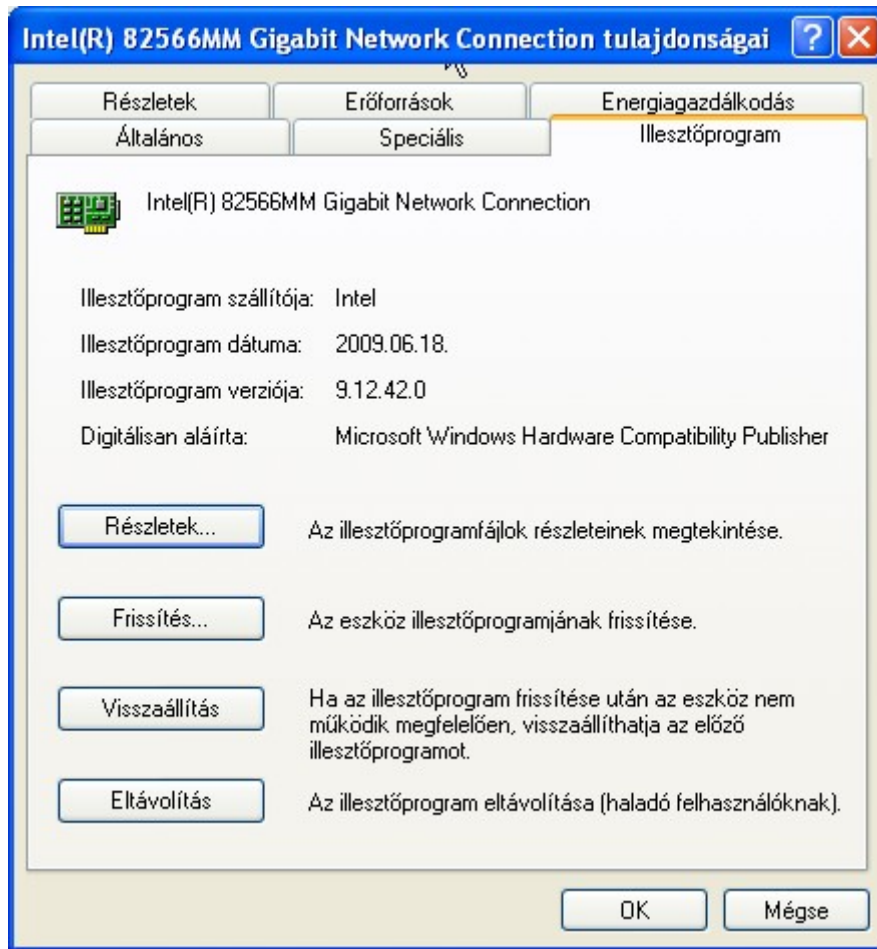 Intel(R) 82566MM Gigabit Network Connection tulajdonságai
Részletek Erőforrások Energiagazdálkodás
Általános Speciális Illesztőprogram
Intel(R) 82566MM Gigabit Network Connection
Illesztőprogram szállítója: Intel
Illesztőprogram dátuma: 2009.06.18.
Illesztőprogram verziója: 9.12.42.0
Digitálisan aláírta: Microsoft Windows Hardware Compatibility Publisher
Részletek... Az illesztőprogramfájlok részleteinek megtekintése.
Frissítés... Az eszköz illesztőprogramjának frissítése.
Visszaállítás Ha az illesztőprogram frissítése után az eszköz nem
működik megfelelően, visszaállíthatja az előző
illesztőprogramot.
Eltávolítás Az illesztőprogram eltávolítása (haladó felhasználóknak).
OK Mégse